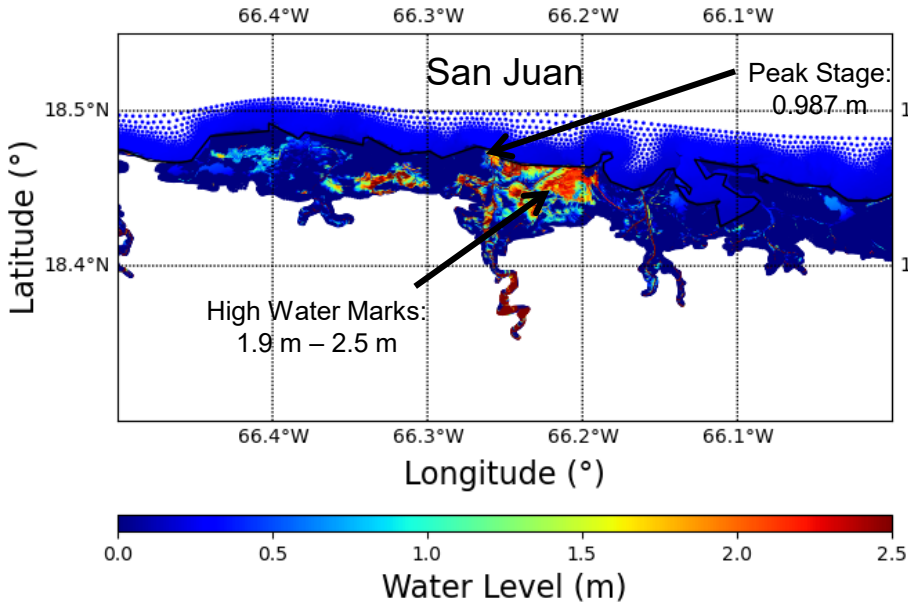 66.4°W 66.3°W 66.2°W 66.1°W
San Juan
Peak Stage:
0.987 m
18.5°N
18.4°N
Latitude (°)
High Water Marks:
1.9 m – 2.5 m
66.4°W 66.3°W 66.2°W 66.1°W
Longitude (°)
0.0 0.5 1.0 1.5 2.0 2.5
Water Level (m)